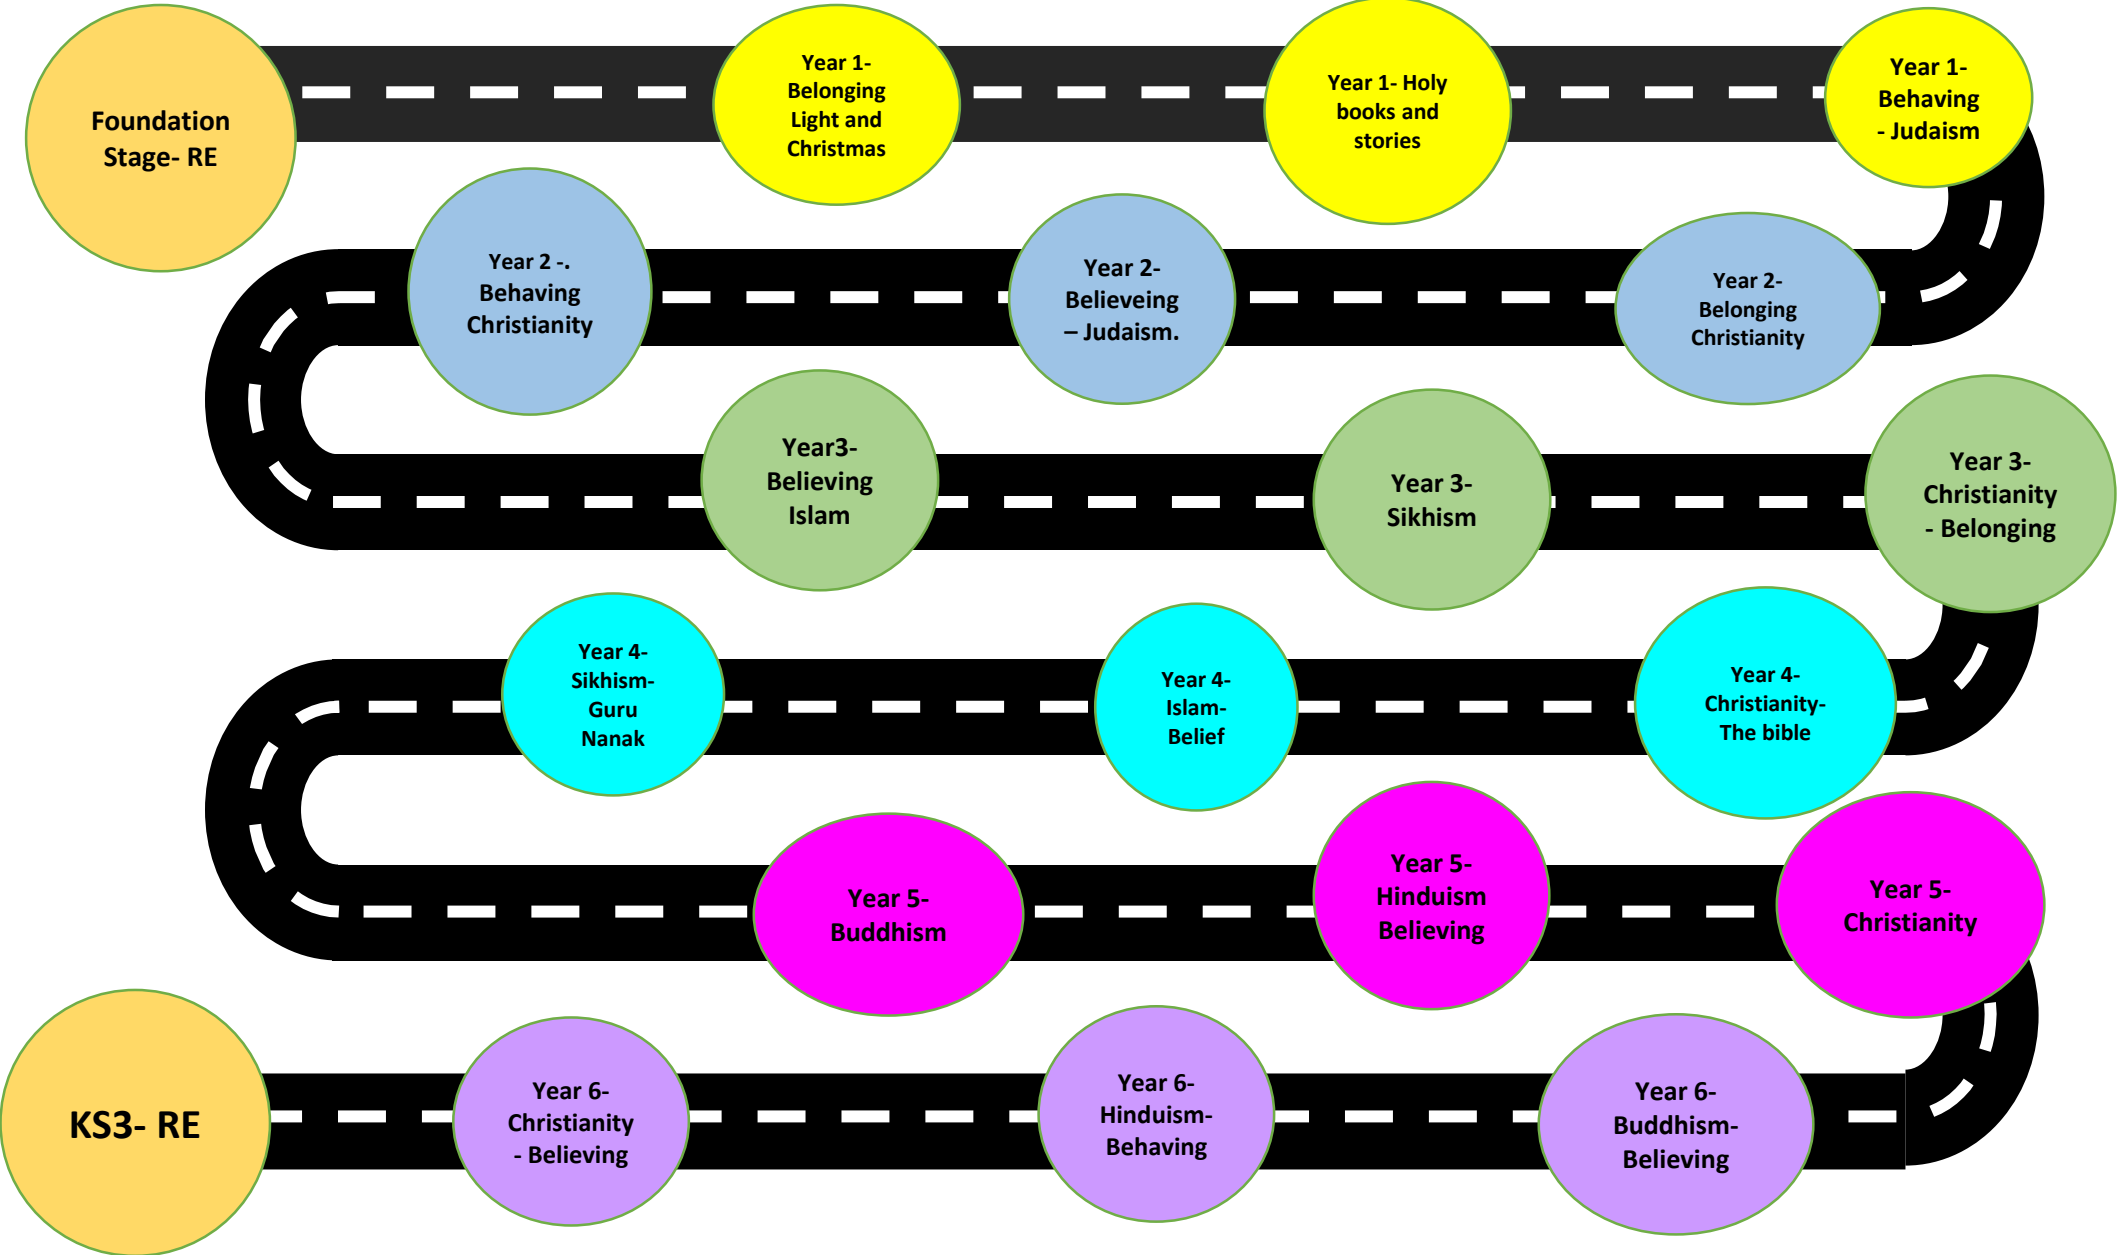 Foundation
Stage- RE
Year 1-
Belonging
Light and
Christmas
Year 1- Holy
books and
stories
Year 1-
Behaving
- Judaism
Year 2 -.
Behaving
Christianity
Year 2-
Believeing
– Judaism.
Year 2-
Belonging
Christianity
Year3-
Believing
Islam
Year 3-
Sikhism
Year 3-
Christianity
- Belonging
Year 4-
Sikhism-
Guru
Nanak
Year 4-
Islam-
Belief
Year 4-
Christianity-
The bible
Year 5-
Buddhism
Year 5-
Hinduism
Believing
Year 5-
Christianity
KS3- RE
Year 6-
Christianity
- Believing
Year 6-
Hinduism-
Behaving
Year 6-
Buddhism-
Believing